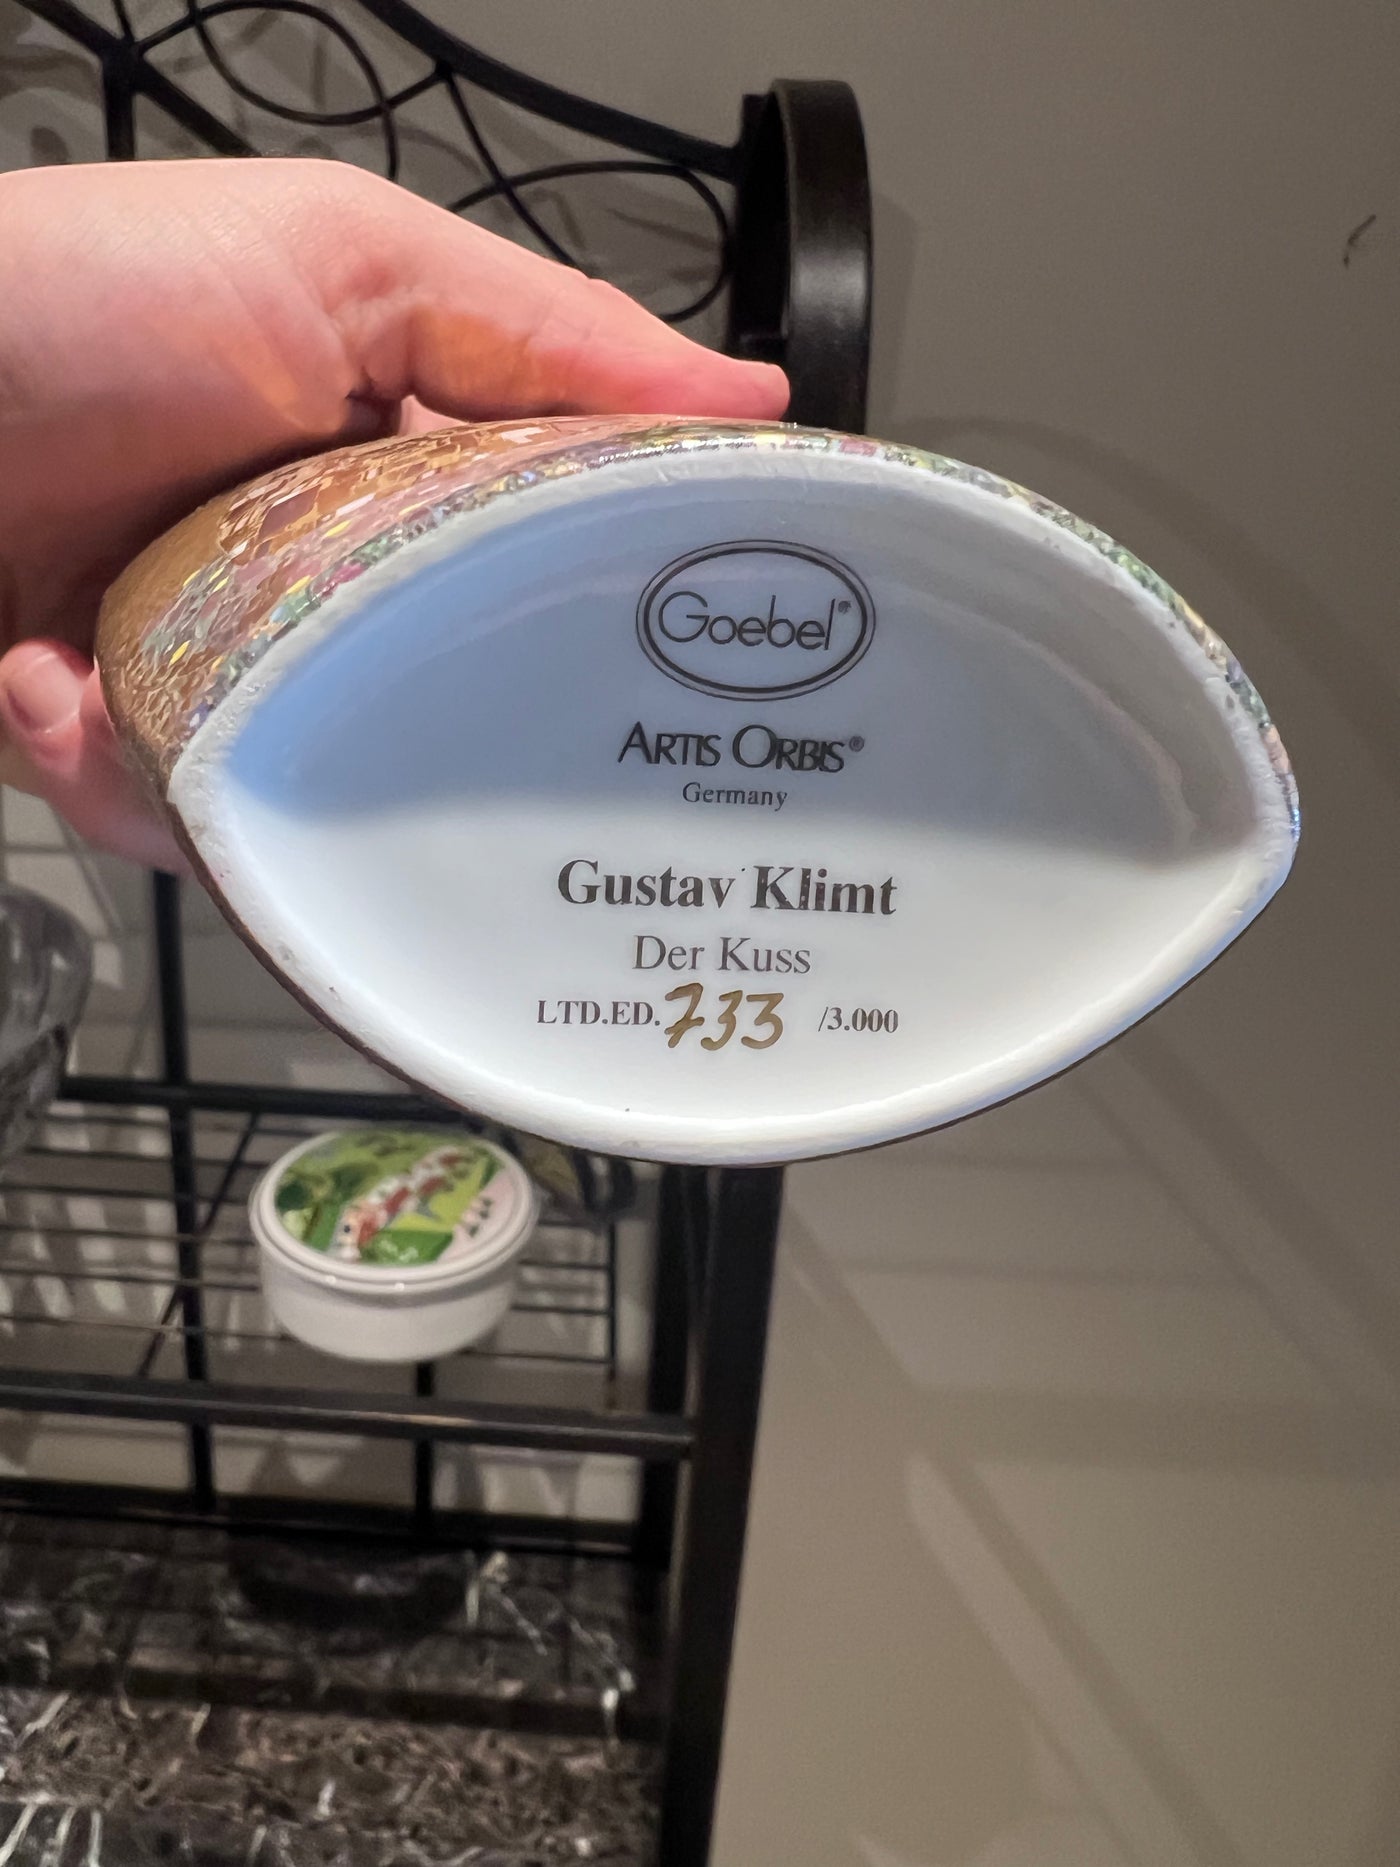 Goebel®
ARTIS ORBIS®
Germany
Gustav Klimt
Der Kuss
LTD.ED. 733 /3.000